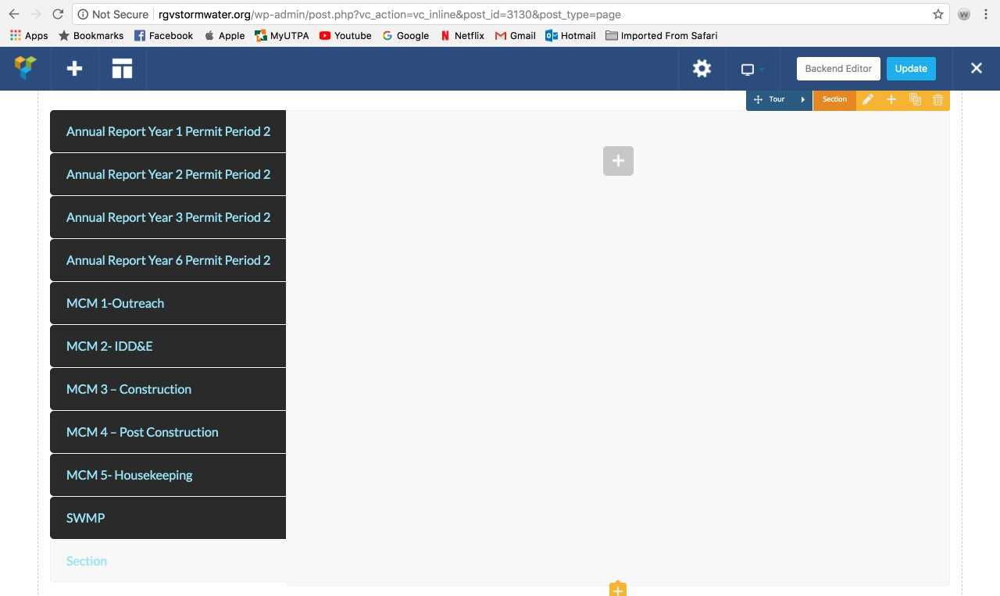 Not Secure rgvstormwater.org/wp-admin/post.php?vc_action=vc_inline&post_id=3130&post_type=page W
Apps Bookmarks Facebook Apple MyUTPA Youtube Google Netflix Gmail Hotmail Imported From Safari
Backend Editor Update
Tour Section
Annual Report Year 1 Permit Period 2
Annual Report Year 2 Permit Period 2
Annual Report Year 3 Permit Period 2
Annual Report Year 6 Permit Period 2
MCM 1-Outreach
MCM 2- IDD&E
MCM 3 – Construction
MCM 4 – Post Construction
MCM 5- Housekeeping
SWMP
Section